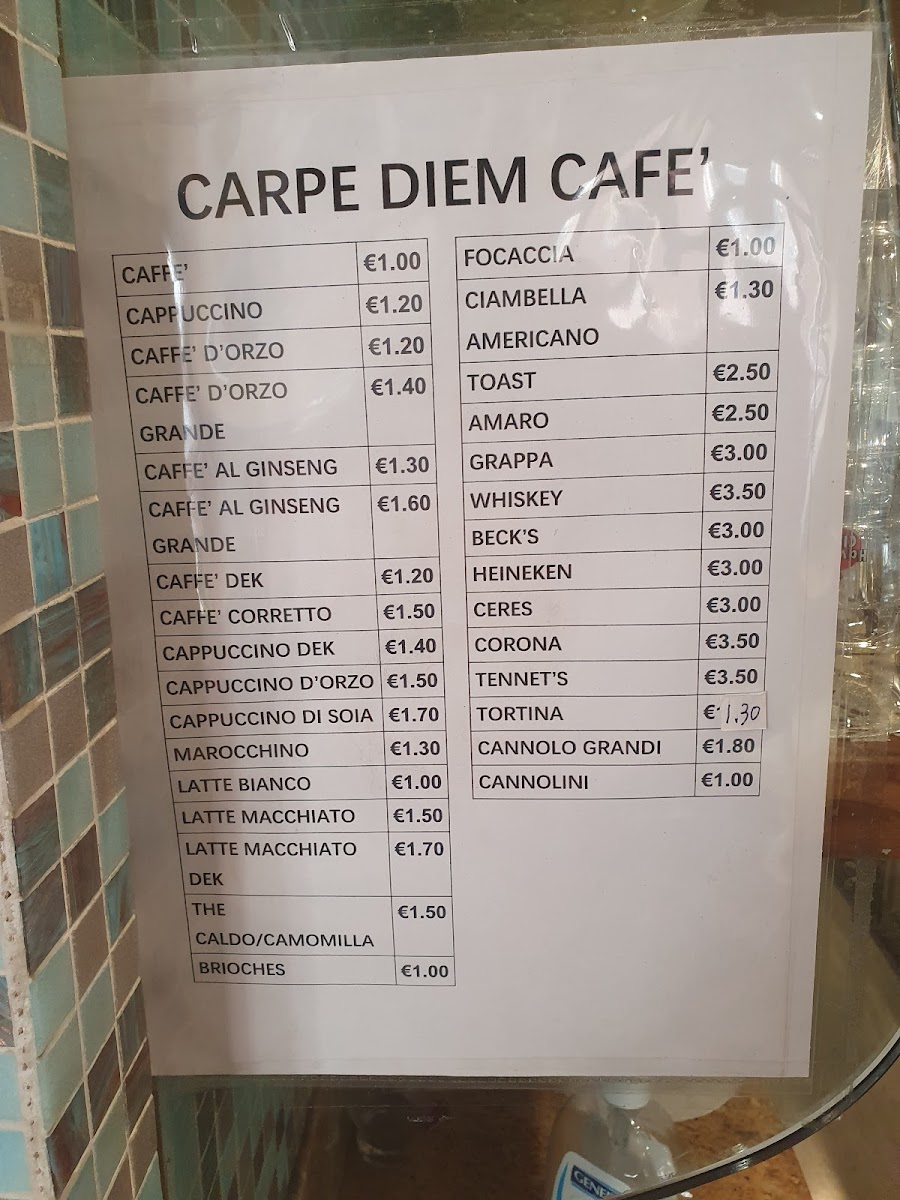 CARPE DIEM CAFE'
CAFFE' €1.00
CAPPUCCINO €1.20
CAFFE' D'ORZO €1.20
CAFFE' D'ORZO €1.40
GRANDE
CAFFE' AL GINSENG €1.30
CAFFE' AL GINSENG €1.60
GRANDE
CAFFE' DEK €1.20
CAFFE' CORRETTO €1.50
CAPPUCCINO DEK €1.40
CAPPUCCINO D'ORZO €1.50
CAPPUCCINO DI SOIA €1.70
MAROCCHINO €1.30
LATTE BIANCO €1.00
LATTE MACCHIATO €1.50
LATTE MACCHIATO €1.70
DEK
THE €1.50
CALDO/CAMOMILLA
BRIOCHES €1.00
FOCACCIA €1.00
CIAMBELLA €1.30
AMERICANO
TOAST €2.50
AMARO €2.50
GRAPPA €3.00
WHISKEY €3.50
BECK'S €3.00
HEINEKEN €3.00
CERES €3.00
CORONA €3.50
TENNET'S €3.50
TORTINA €1.30
CANNOLO GRANDI €1.80
CANNOLINI €1.00